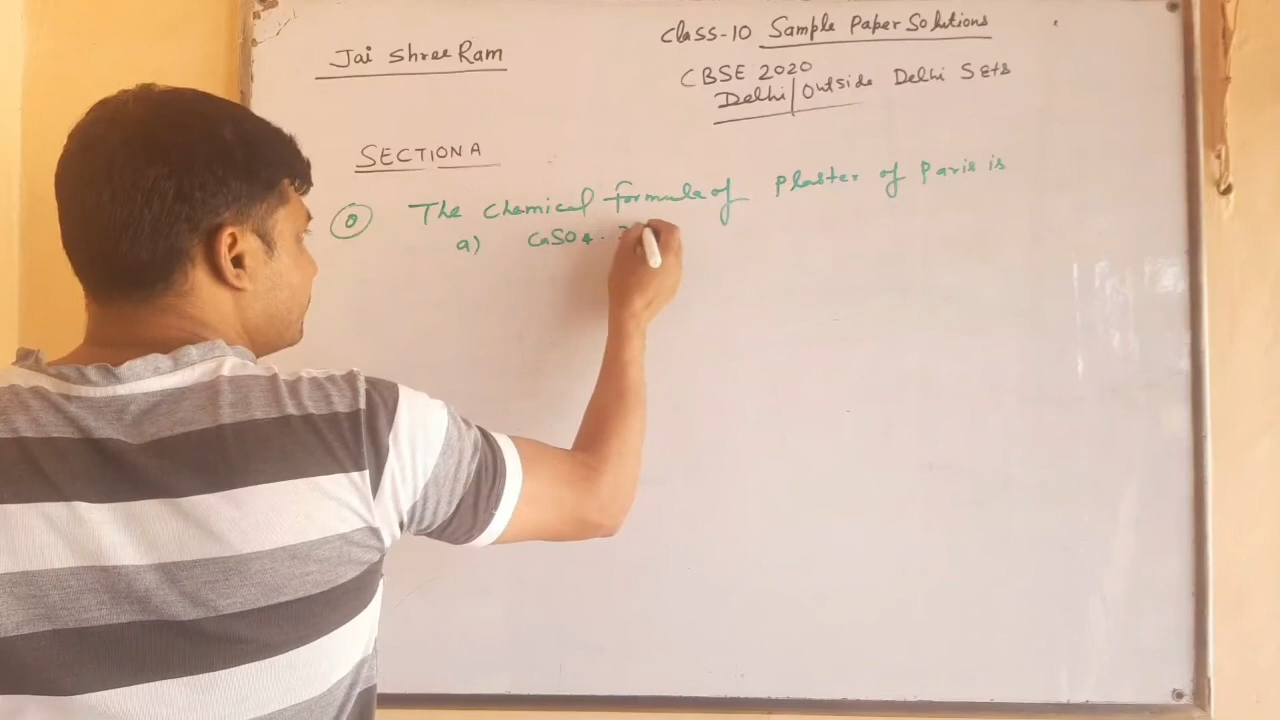 Jai Shree Ram
Class-10 Sample Paper Solutions
CBSE 2020
Delhi/Outside Delhi Sets
SECTION A
Q The Chemical formula of Plaster of Paris is
a) CaSO4.